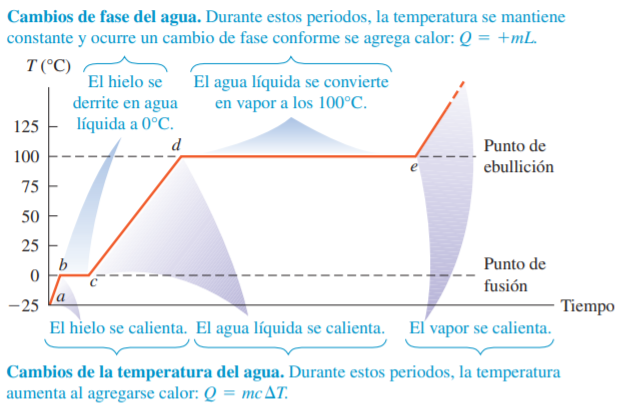 Cambios de fase del agua. Durante estos periodos, la temperatura se mantiene
constante y ocurre un cambio de fase conforme se agrega calor: Q = +mL.
T (°C)
El hielo se
derrite en agua
líquida a 0°C.
El agua líquida se convierte
en vapor a los 100°C.
125
100
75
50
25
0
−25
a
b
c
d
e
Punto de
ebullición
Punto de
fusión
Tiempo
El hielo se calienta.
El agua líquida se calienta.
El vapor se calienta.
Cambios de la temperatura del agua. Durante estos periodos, la temperatura
aumenta al agregarse calor: Q = mcΔT.